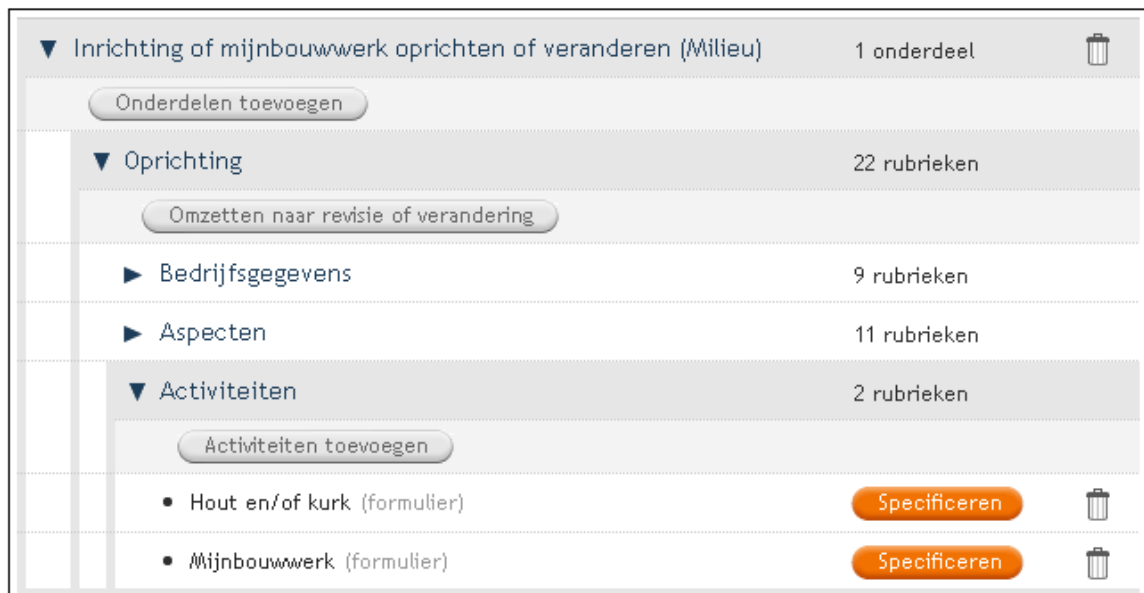 Inrichting of mijnbouwwerk oprichten of veranderen (Milieu) 1 onderdeel
Onderdelen toevoegen
Oprichting 22 rubrieken
Omzetten naar revisie of verandering
Bedrijfsgegevens 9 rubrieken
Aspecten 11 rubrieken
Activiteiten 2 rubrieken
Activiteiten toevoegen
• Hout en/of kurk (formulier) Specificeren
• Mijnbouwwerk (formulier) Specificeren